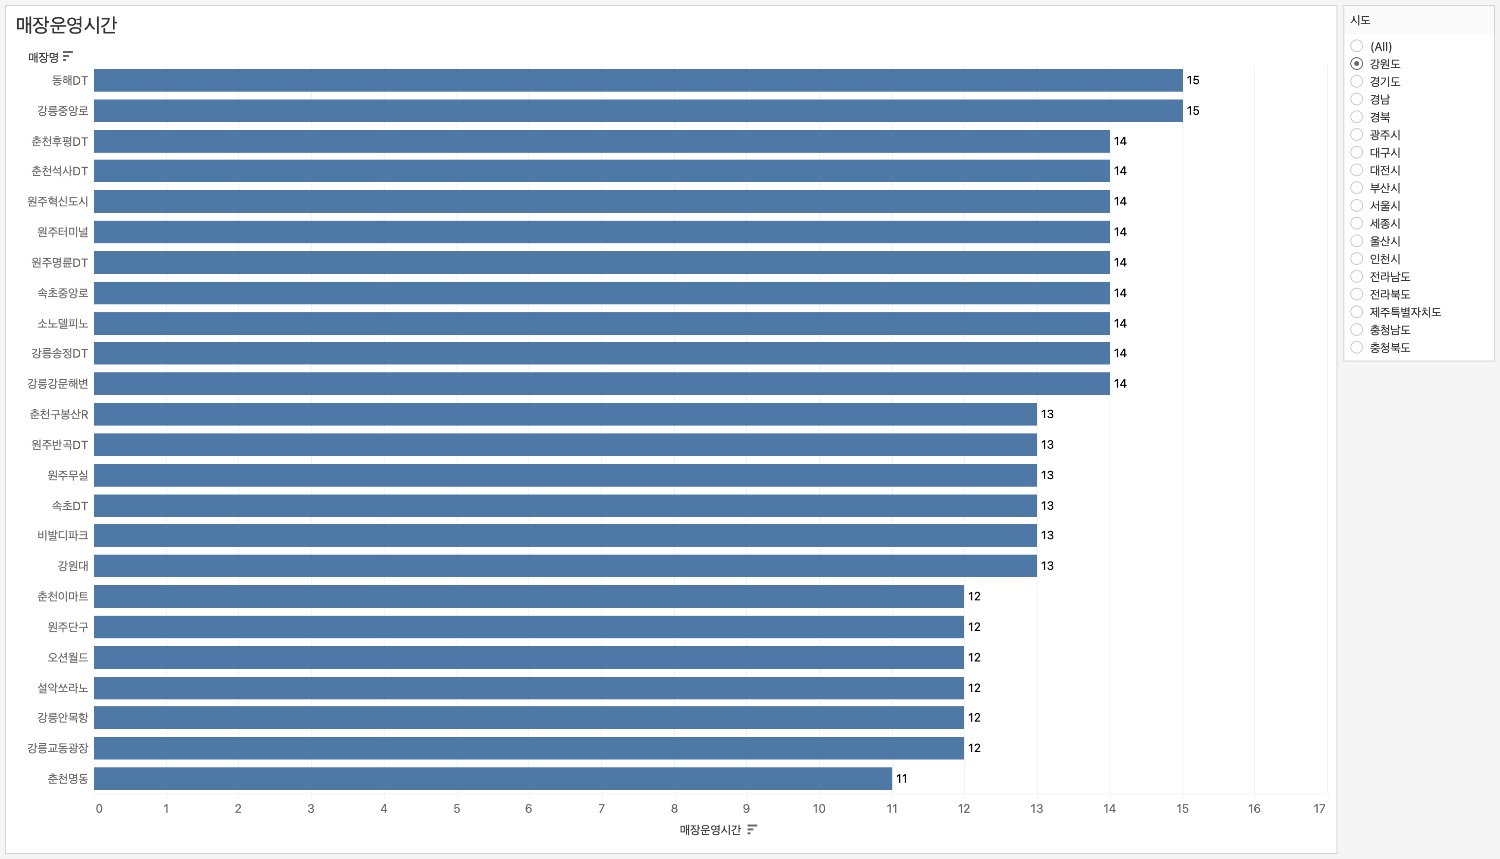 매장운영시간
매장명
동해DT 15
강릉중앙로 15
춘천후평DT 14
춘천석사DT 14
원주혁신도시 14
원주터미널 14
원주명륜DT 14
속초중앙로 14
소노델피노 14
강릉송정DT 14
강릉강문해변 14
춘천구봉산R 13
원주반곡DT 13
원주무실 13
속초DT 13
비발디파크 13
강원대 13
춘천이마트 12
원주단구 12
오션월드 12
설악쏘라노 12
강릉안목항 12
강릉교동광장 12
춘천명동 11
0 1 2 3 4 5 6 7 8 9 10 11 12 13 14 15 16 17
매장운영시간
시도
(All)
강원도
경기도
경남
경북
광주시
대구시
대전시
부산시
서울시
세종시
울산시
인천시
전라남도
전라북도
제주특별자치도
충청남도
충청북도